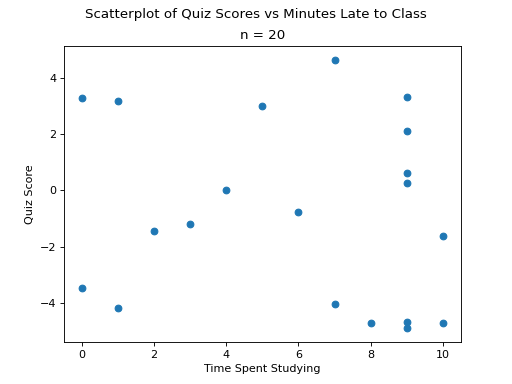 Scatterplot of Quiz Scores vs Minutes Late to Class
n = 20
4
2
0
−2
−4
Quiz Score
0 2 4 6 8 10
Time Spent Studying